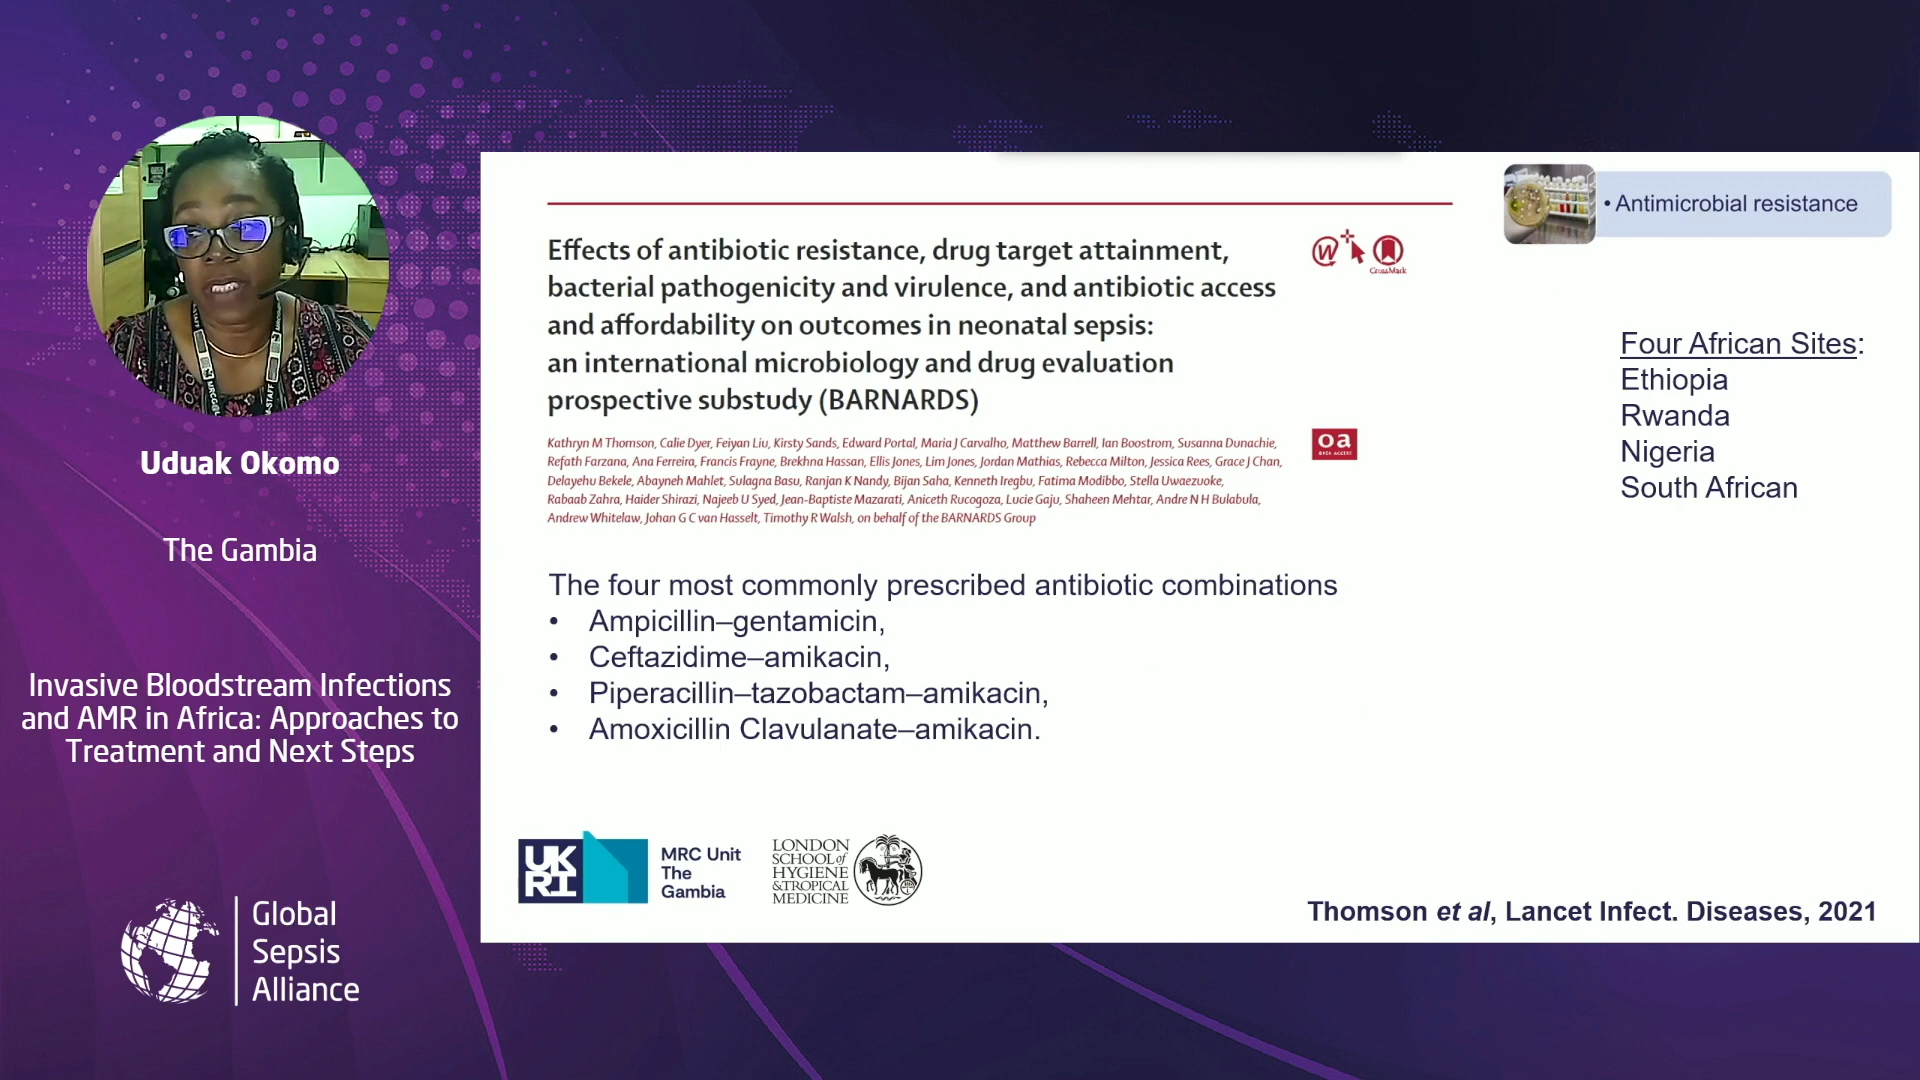 Uduak Okomo
The Gambia
Invasive Bloodstream Infections
and AMR in Africa: Approaches to
Treatment and Next Steps
Global
Sepsis
Alliance
• Antimicrobial resistance
Effects of antibiotic resistance, drug target attainment,
bacterial pathogenicity and virulence, and antibiotic access
and affordability on outcomes in neonatal sepsis:
an international microbiology and drug evaluation
prospective substudy (BARNARDS)
CrossMark
Kathryn M Thomson, Calie Dyer, Feiyan Liu, Kirsty Sands, Edward Portal, Maria J Carvalho, Matthew Barrell, Ian Boostrom, Susanna Dunachie,
Refath Farzana, Ana Ferreira, Francis Frayne, Brekhna Hassan, Ellis Jones, Lim Jones, Jordan Mathias, Rebecca Milton, Jessica Rees, Grace J Chan,
Delayehu Bekele, Abayneh Mahlet, Sulagna Basu, Ranjan K Nandy, Bijan Saha, Kenneth Iregbu, Fatima Modibbo, Stella Uwaezuoke,
Rabaab Zahra, Haider Shirazi, Najeeb U Syed, Jean-Baptiste Mazarati, Aniceth Rucogoza, Lucie Gaju, Shaheen Mehtar, Andre N H Bulabula,
Andrew Whitelaw, Johan G C van Hasselt, Timothy R Walsh, on behalf of the BARNARDS Group
oa
OPEN ACCESS
Four African Sites:
Ethiopia
Rwanda
Nigeria
South African
The four most commonly prescribed antibiotic combinations
• Ampicillin–gentamicin,
• Ceftazidime–amikacin,
• Piperacillin–tazobactam–amikacin,
• Amoxicillin Clavulanate–amikacin.
UK
RI
MRC Unit
The
Gambia
LONDON
SCHOOL of
HYGIENE
& TROPICAL
MEDICINE
Thomson et al, Lancet Infect. Diseases, 2021